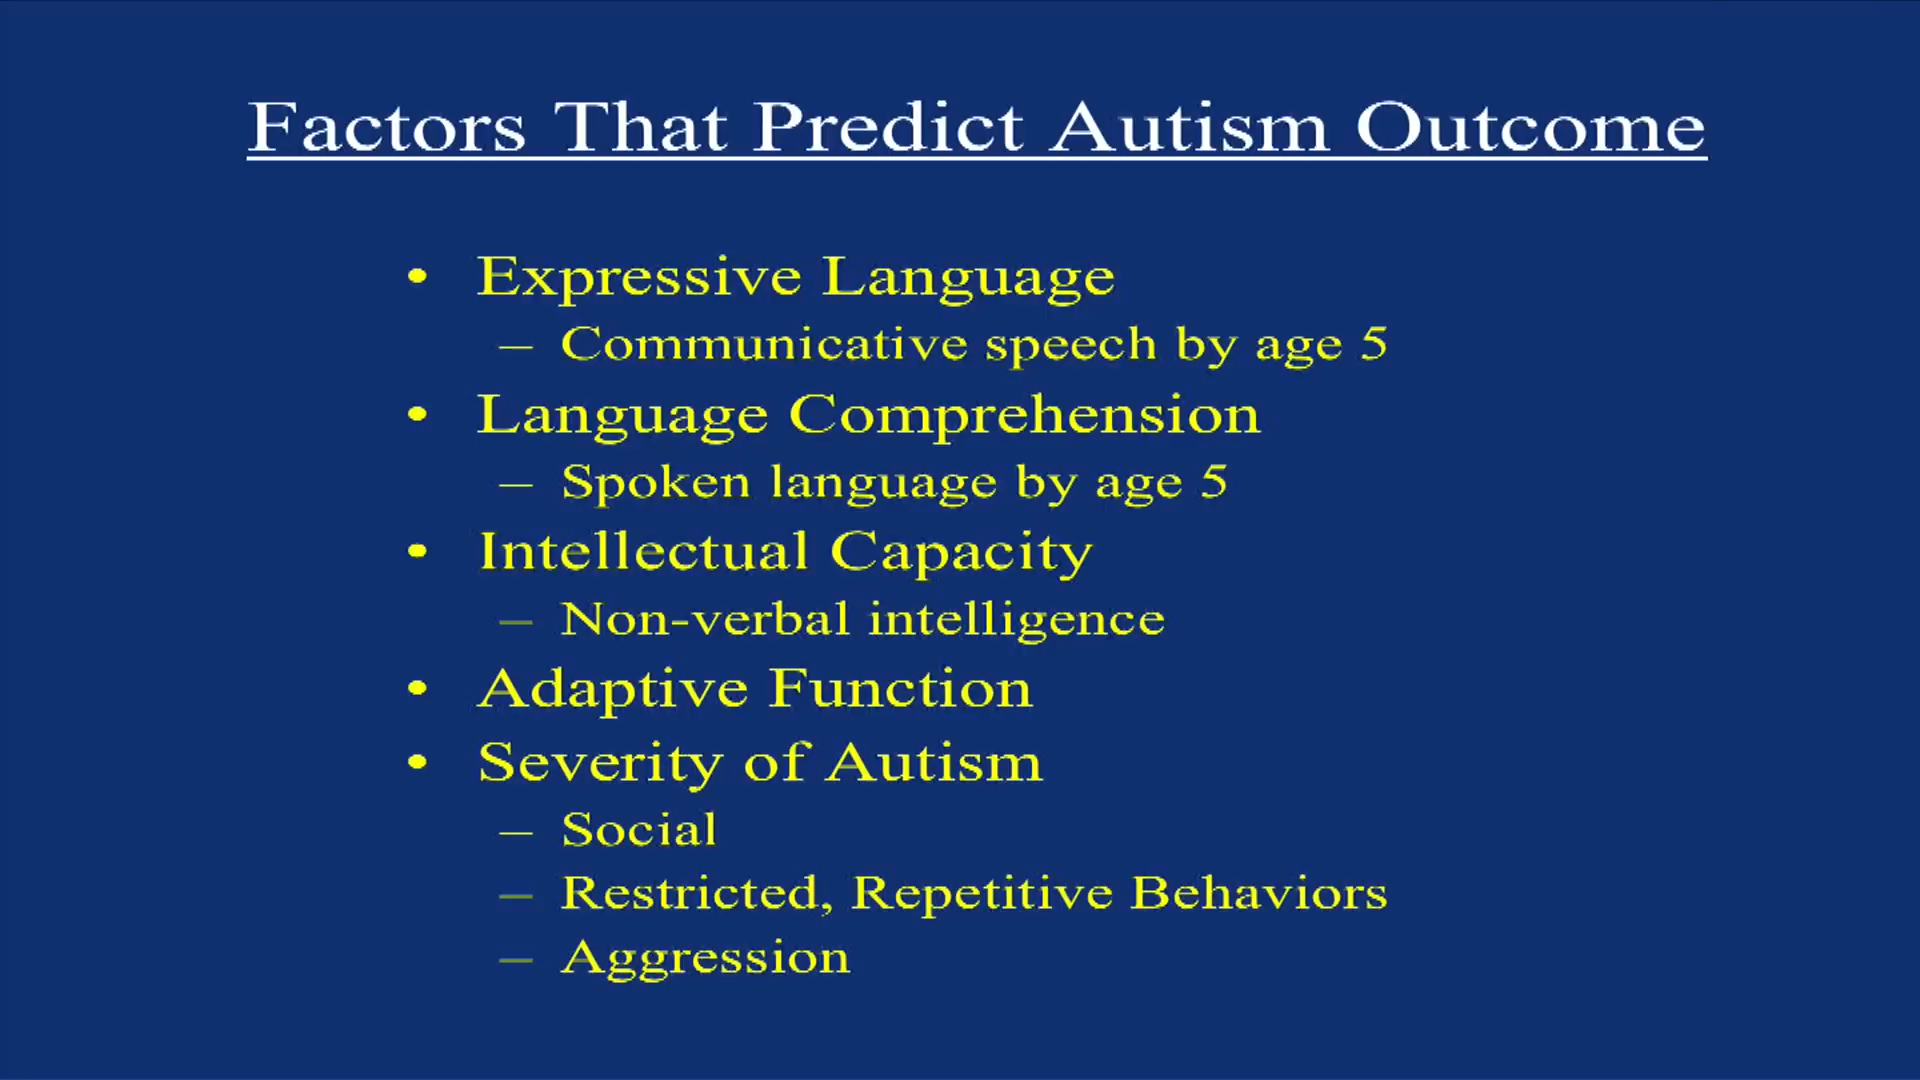 Factors That Predict Autism Outcome
• Expressive Language
– Communicative speech by age 5
• Language Comprehension
– Spoken language by age 5
• Intellectual Capacity
– Non-verbal intelligence
• Adaptive Function
• Severity of Autism
– Social
– Restricted, Repetitive Behaviors
– Aggression